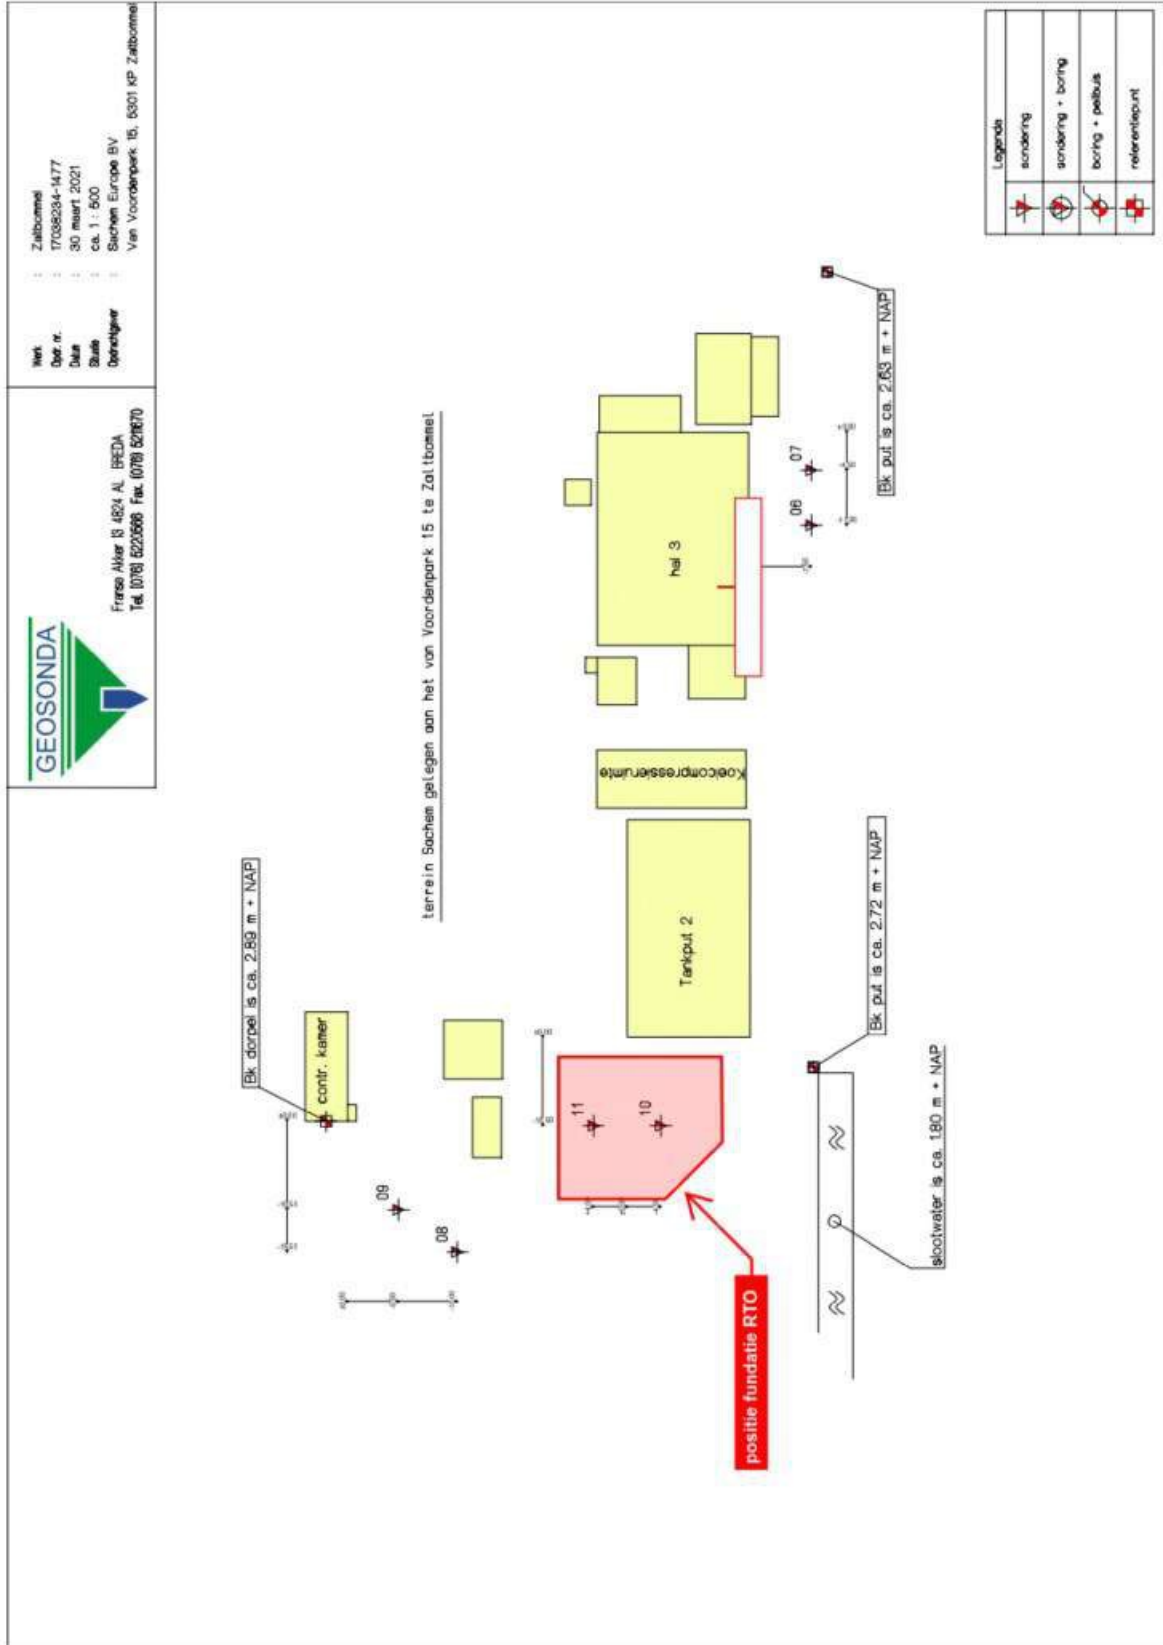 GEOSONDA
Franse Akker 13 4824 AL BREDA
Tel. (076) 5220566 Fax. (076) 5211670
Werk : Zaltbommel
Opdr. nr. : 17038234-1477
Datum : 30 maart 2021
Situatie : ca. 1 : 500
Opdrachtgever : Sachem Europe BV
Van Voordenpark 15, 5301 KP Zaltbommel
terrein Sachem gelegen aan het van Voordenpark 15 te Zaltbommel
Bk dorpel is ca. 2.89 m + NAP
contr. kamer
09
08
11
10
positie fundatie RTO
Tankput 2
Koelcompressieruimte
hal 3
06
07
Bk put is ca. 2.63 m + NAP
Bk put is ca. 2.72 m + NAP
slootwater is ca. 1.80 m + NAP
Legenda
sondering
sondering + boring
boring + peilbuis
referentiepunt